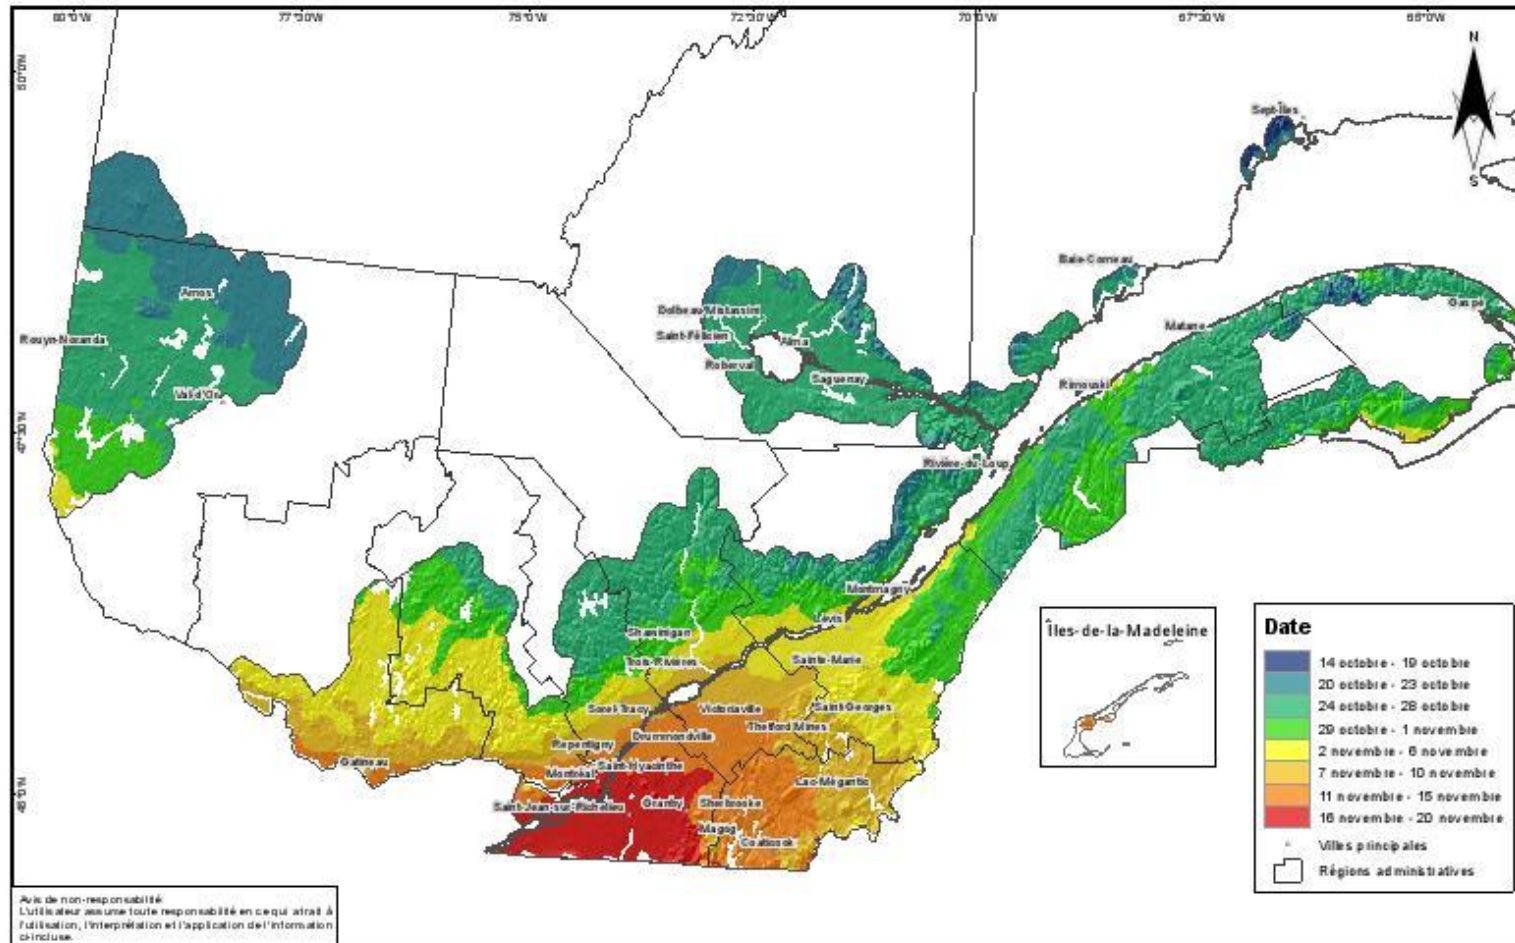 80°0'W
77°30'W
75°0'W
72°30'W
70°0'W
67°30'W
65°0'W
50°0'N
N
Sept-Îles
S
Baie-Comeau
Amos
Dolbeau-Mistassini
Gaspé
Matane
Rouyn-Noranda
Saint-Félicien
Alma
Roberval
Saguenay
Rimouski
Val-d'Or
47°30'N
Rivière-du-Loup
Montmagny
Lévis
Shawinigan
Trois-Rivières
Sainte-Marie
Sorel-Tracy
Victoriaville
Saint-Georges
Thetford Mines
Drummondville
Repentigny
Gatineau
Saint-Hyacinthe
Montréal
Lac-Mégantic
45°0'N
Saint-Jean-sur-Richelieu
Granby
Sherbrooke
Magog
Coaticook
Îles-de-la-Madeleine
Date
14 octobre - 19 octobre
20 octobre - 23 octobre
24 octobre - 28 octobre
29 octobre - 1 novembre
2 novembre - 6 novembre
7 novembre - 10 novembre
11 novembre - 15 novembre
16 novembre - 20 novembre
Villes principales
Régions administratives
Avis de non-responsabilité
L'utilisateur assume toute responsabilité en ce qui a trait à
l'utilisation, l'interprétation et l'application de l'information
ci-incluse.